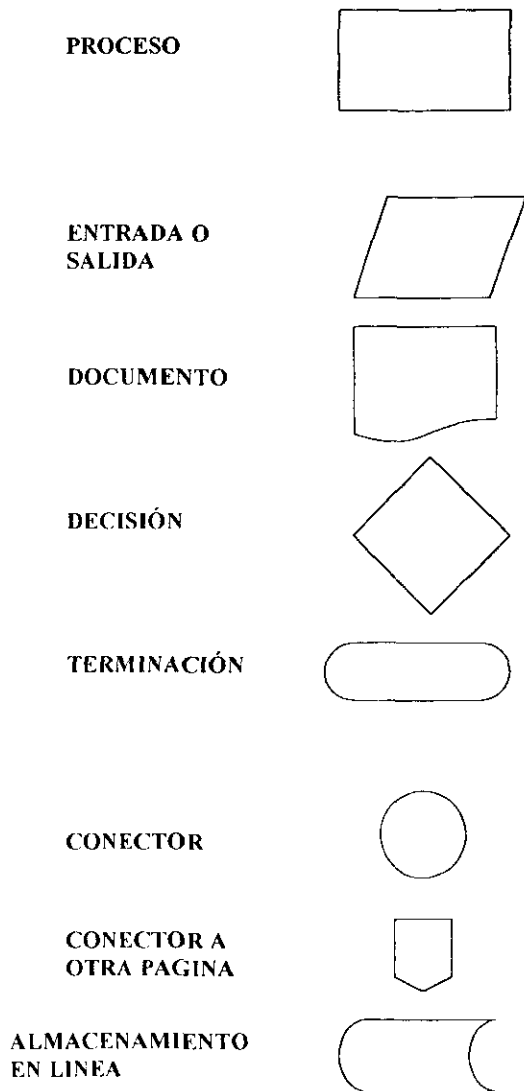 PROCESO
ENTRADA O
SALIDA
DOCUMENTO
DECISIÓN
TERMINACIÓN
CONECTOR
CONECTOR A
OTRA PAGINA
ALMACENAMIENTO
EN LINEA